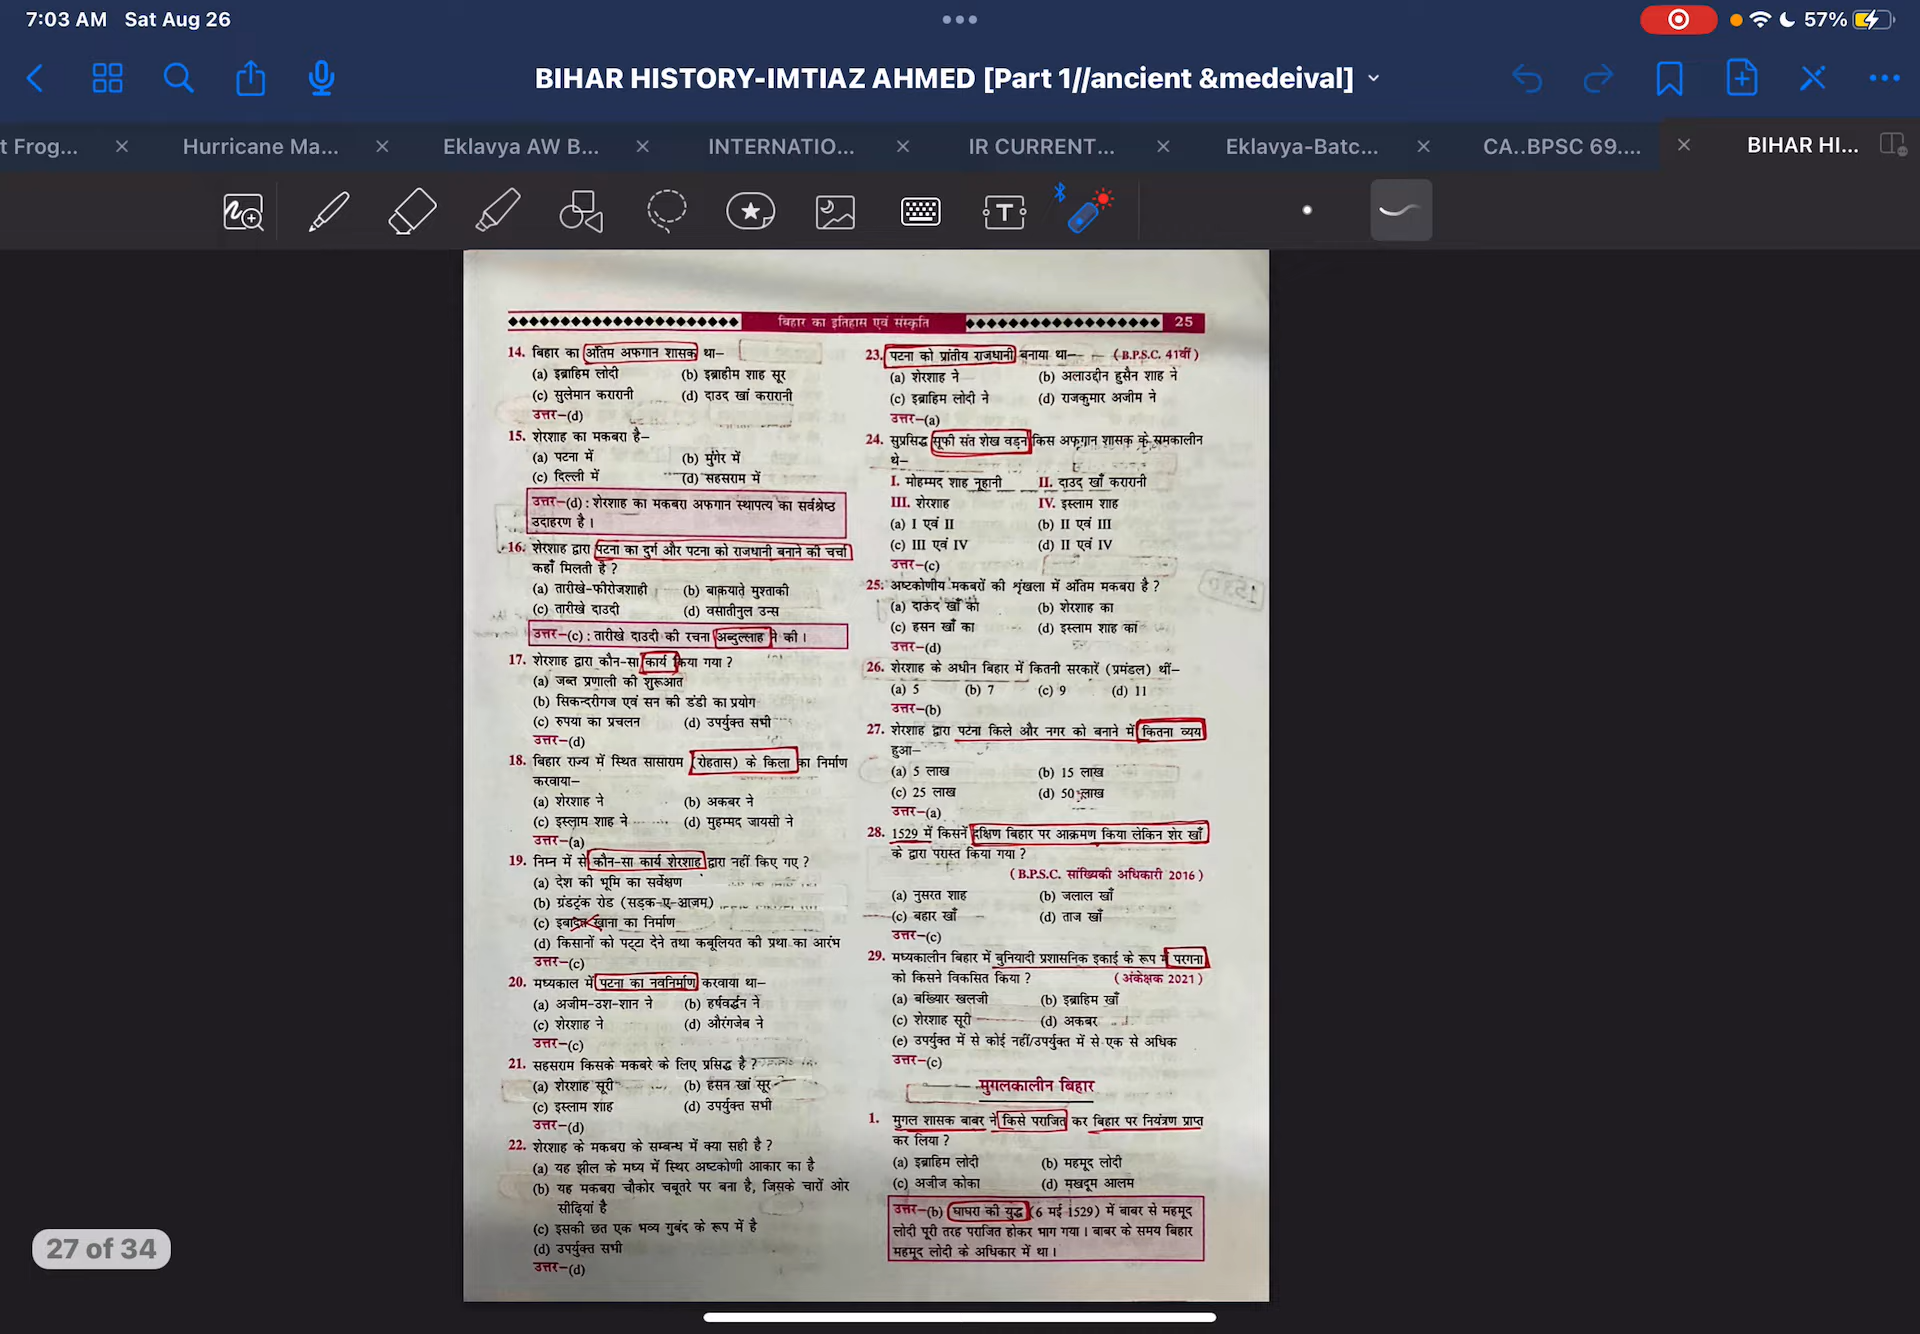 7:03 AM Sat Aug 26
57%
BIHAR HISTORY-IMTIAZ AHMED [Part 1//ancient &medeival]
t Frog...
Hurricane Ma...
Eklavya AW B...
INTERNATIO...
IR CURRENT...
Eklavya-Batc...
CA..BPSC 69....
BIHAR HI...
बिहार का इतिहास एवं संस्कृति 25
14. बिहार का अंतिम अफगान शासक था–
(a) इब्राहिम लोदी (b) इब्राहीम शाह सूर
(c) सुलेमान करारानी (d) दाउद खां करारानी
उत्तर–(d)
15. शेरशाह का मकबरा है–
(a) पटना में (b) मुंगेर में
(c) दिल्ली में (d) सहसराम में
उत्तर–(d) : शेरशाह का मकबरा अफगान स्थापत्य का सर्वश्रेष्ठ
उदाहरण है।
16. शेरशाह द्वारा पटना का दुर्ग और पटना को राजधानी बनाने की चर्चा
कहाँ मिलती है ?
(a) तारीखे-फीरोजशाही (b) बाक़याते मुश्ताकी
(c) तारीखे दाउदी (d) वसातीनुल उन्स
उत्तर–(c) : तारीखे दाउदी की रचना अब्दुल्लाह ने की।
17. शेरशाह द्वारा कौन-सा कार्य किया गया ?
(a) जब्त प्रणाली की शुरूआत
(b) सिकन्दरीगज एवं सन की डंडी का प्रयोग
(c) रुपया का प्रचलन (d) उपर्युक्त सभी
उत्तर–(d)
18. बिहार राज्य में स्थित सासाराम (रोहतास) के किला का निर्माण
करवाया–
(a) शेरशाह ने (b) अकबर ने
(c) इस्लाम शाह ने (d) मुहम्मद जायसी ने
उत्तर–(a)
19. निम्न में से कौन-सा कार्य शेरशाह द्वारा नहीं किए गए ?
(a) देश की भूमि का सर्वेक्षण
(b) ग्रंडट्रंक रोड (सड़क-ए-आज़म)
(c) इबादत खाना का निर्माण
(d) किसानों को पट्टा देने तथा कबूलियत की प्रथा का आरंभ
उत्तर–(c)
20. मध्यकाल में पटना का नवनिर्माण करवाया था–
(a) अजीम-उश-शान ने (b) हर्षवर्द्धन ने
(c) शेरशाह ने (d) औरंगजेब ने
उत्तर–(c)
21. सहसराम किसके मकबरे के लिए प्रसिद्ध है ?
(a) शेरशाह सूरी (b) हसन खां सूर
(c) इस्लाम शाह (d) उपर्युक्त सभी
उत्तर–(d)
22. शेरशाह के मकबरा के सम्बन्ध में क्या सही है ?
(a) यह झील के मध्य में स्थिर अष्टकोणी आकार का है
(b) यह मकबरा चौकोर चबूतरे पर बना है, जिसके चारों ओर
सीढ़ियां है
(c) इसकी छत एक भव्य गुबंद के रूप में है
(d) उपर्युक्त सभी
उत्तर–(d)
23. पटना को प्रांतीय राजधानी बनाया था– (B.P.S.C. 41वीं)
(a) शेरशाह ने (b) अलाउद्दीन हुसैन शाह ने
(c) इब्राहिम लोदी ने (d) राजकुमार अजीम ने
उत्तर–(a)
24. सुप्रसिद्ध सूफी संत शेख वड़न किस अफ़गान शासक के समकालीन
थे–
I. मोहम्मद शाह नूहानी II. दाउद खाँ करारानी
III. शेरशाह IV. इस्लाम शाह
(a) I एवं II (b) II एवं III
(c) III एवं IV (d) II एवं IV
उत्तर–(c)
25. अष्टकोणीय मकबरों की शृंखला में अंतिम मकबरा है ?
(a) दाऊद खाँ का (b) शेरशाह का
(c) हसन खाँ का (d) इस्लाम शाह का
उत्तर–(d)
26. शेरशाह के अधीन बिहार में कितनी सरकारें (प्रमंडल) थीं–
(a) 5 (b) 7 (c) 9 (d) 11
उत्तर–(b)
27. शेरशाह द्वारा पटना किले और नगर को बनाने में कितना व्यय
हुआ–
(a) 5 लाख (b) 15 लाख
(c) 25 लाख (d) 50 लाख
उत्तर–(a)
28. 1529 में किसनें दक्षिण बिहार पर आक्रमण किया लेकिन शेर खाँ
के द्वारा परास्त किया गया ?
(B.P.S.C. सांख्यिकी अधिकारी 2016)
(a) नुसरत शाह (b) जलाल खाँ
(c) बहार खाँ (d) ताज खाँ
उत्तर–(c)
29. मध्यकालीन बिहार में बुनियादी प्रशासनिक इकाई के रूप में परगना
को किसने विकसित किया ? (अंकेक्षक 2021)
(a) बख्यिार खलजी (b) इब्राहिम खाँ
(c) शेरशाह सूरी (d) अकबर
(e) उपर्युक्त में से कोई नहीं/उपर्युक्त में से एक से अधिक
उत्तर–(c)
मुगलकालीन बिहार
1. मुगल शासक बाबर ने किसे पराजित कर बिहार पर नियंत्रण प्राप्त
कर लिया ?
(a) इब्राहिम लोदी (b) महमूद लोदी
(c) अजीज कोका (d) मखदूम आलम
उत्तर–(b) घाघरा की युद्ध (6 मई 1529) में बाबर से महमूद
लोदी पूरी तरह पराजित होकर भाग गया। बाबर के समय बिहार
महमूद लोदी के अधिकार में था।
27 of 34